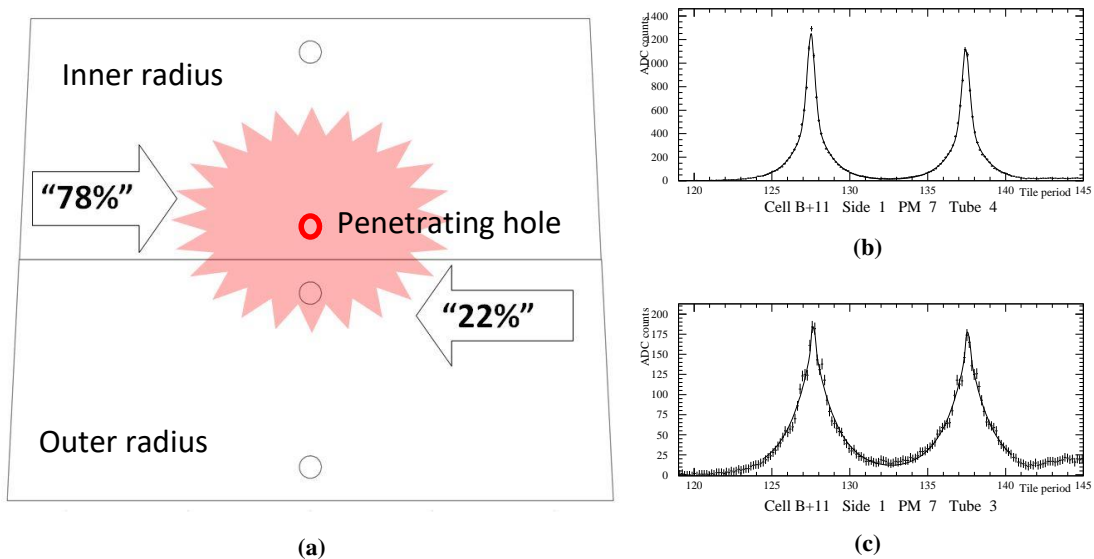 Inner radius
“78%”
Penetrating hole
“22%”
Outer radius
(a)
ADC counts
1400
1200
1000
800
600
400
200
0
120 125 130 135 140 Tile period 145
Cell B+11 Side 1 PM 7 Tube 4
(b)
ADC counts
200
175
150
125
100
75
50
25
0
120 125 130 135 140 Tile period 145
Cell B+11 Side 1 PM 7 Tube 3
(c)